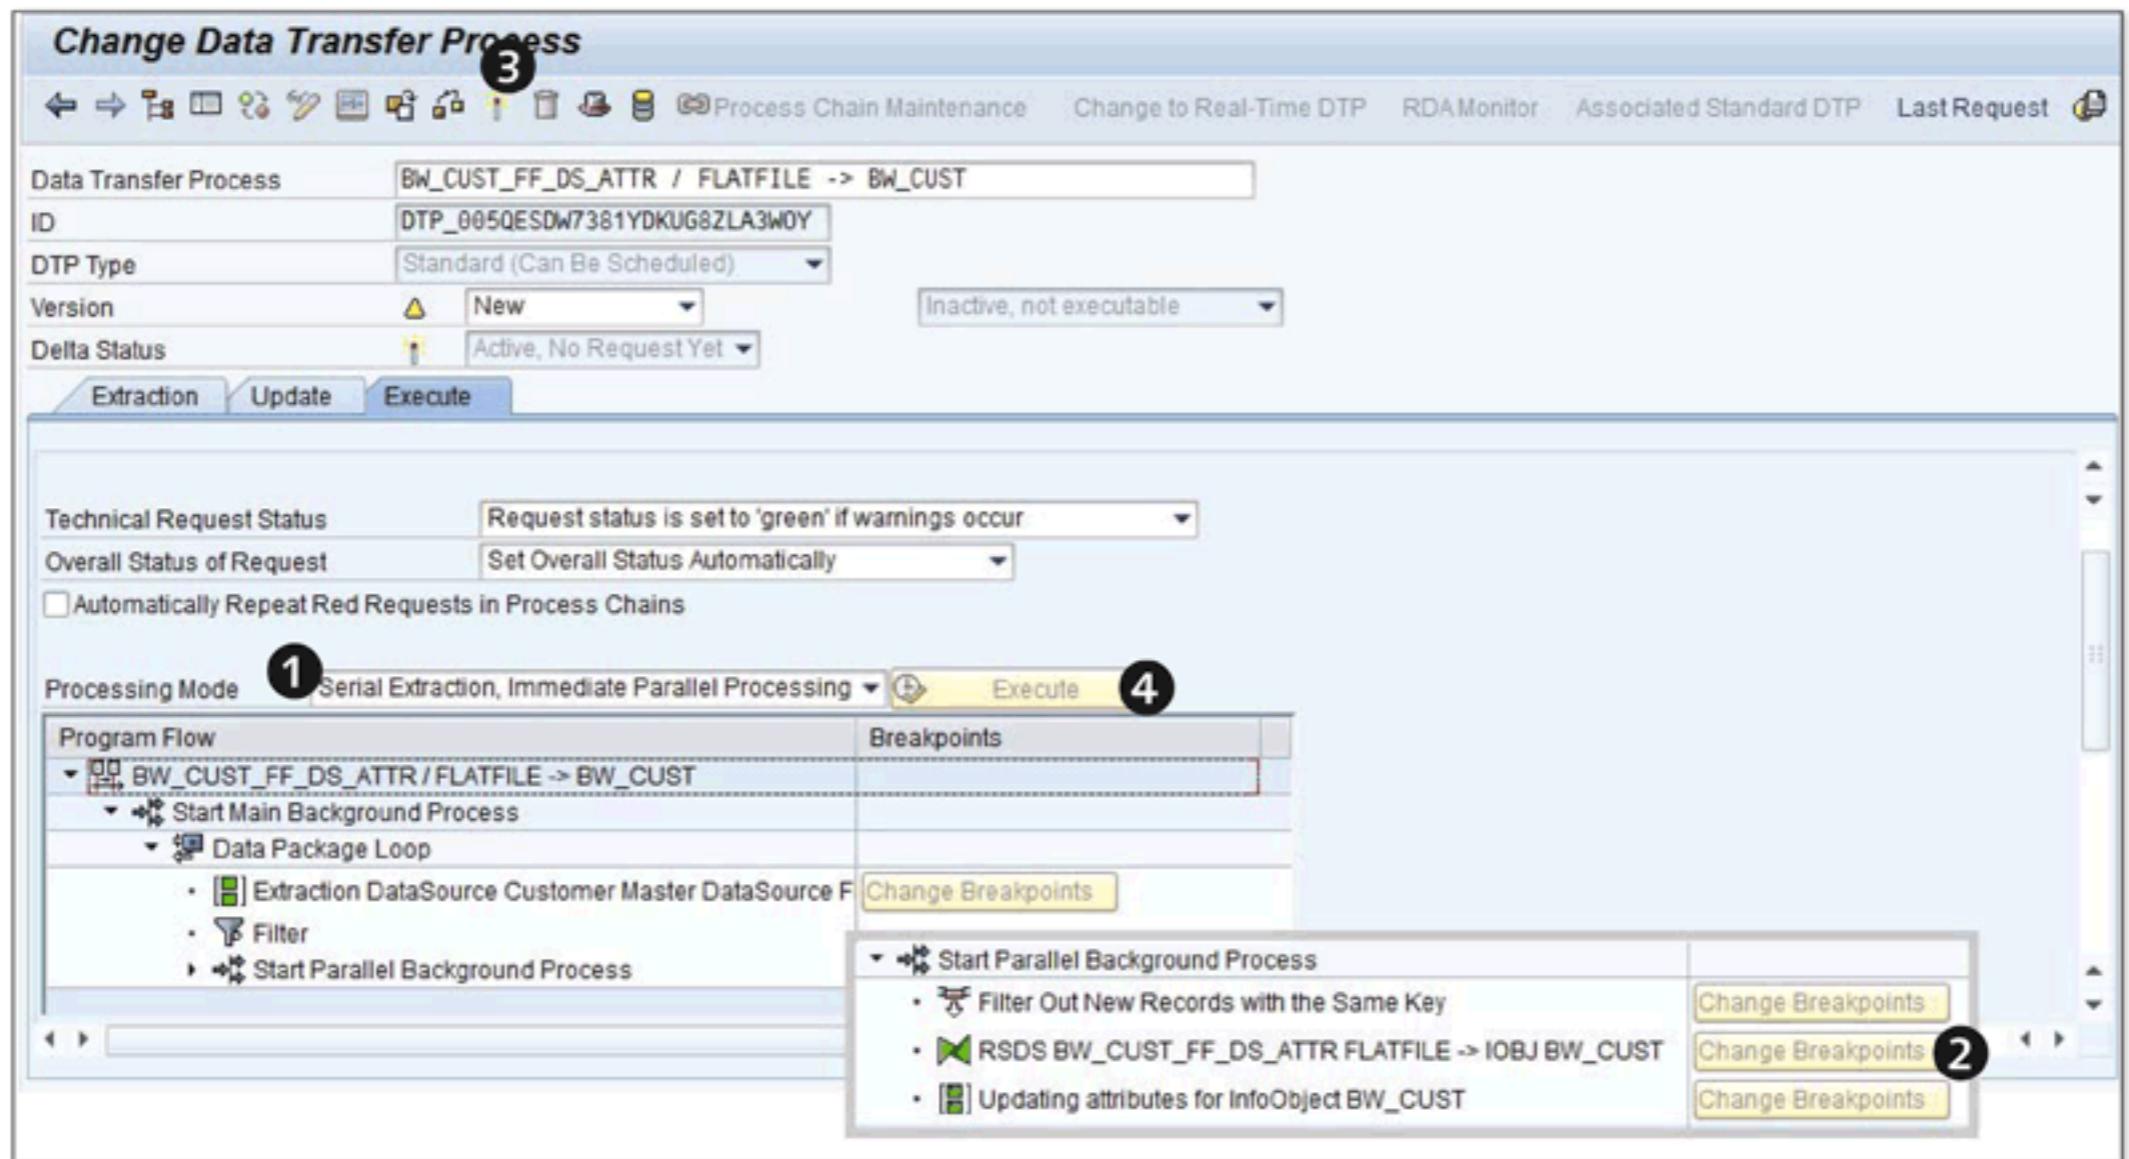 Change Data Transfer Process
3
Process Chain Maintenance Change to Real-Time DTP RDA Monitor Associated Standard DTP Last Request
Data Transfer Process BW_CUST_FF_DS_ATTR / FLATFILE -> BW_CUST
ID DTP_005QESDW7381YDKUG8ZLA3WOY
DTP Type Standard (Can Be Scheduled)
Version New Inactive, not executable
Delta Status Active, No Request Yet
Extraction Update Execute
Technical Request Status Request status is set to 'green' if warnings occur
Overall Status of Request Set Overall Status Automatically
Automatically Repeat Red Requests in Process Chains
Processing Mode 1 Serial Extraction, Immediate Parallel Processing Execute 4
Program Flow Breakpoints
BW_CUST_FF_DS_ATTR / FLATFILE -> BW_CUST
Start Main Background Process
Data Package Loop
Extraction DataSource Customer Master DataSource F Change Breakpoints
Filter
Start Parallel Background Process
Start Parallel Background Process
Filter Out New Records with the Same Key Change Breakpoints
RSDS BW_CUST_FF_DS_ATTR FLATFILE -> IOBJ BW_CUST Change Breakpoints 2
Updating attributes for InfoObject BW_CUST Change Breakpoints